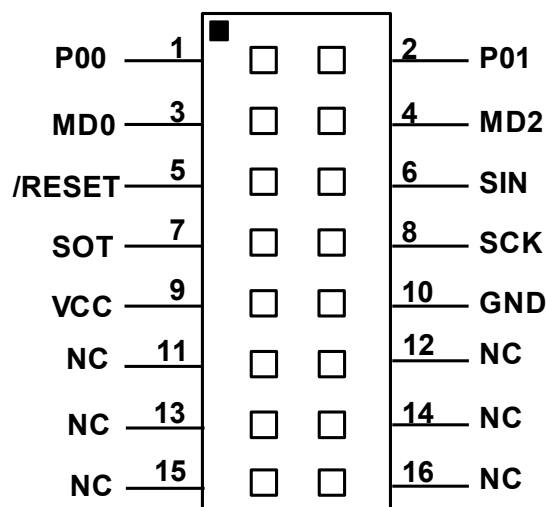 P00 1 2 P01
MD0 3 4 MD2
/RESET 5 6 SIN
SOT 7 8 SCK
VCC 9 10 GND
NC 11 12 NC
NC 13 14 NC
NC 15 16 NC